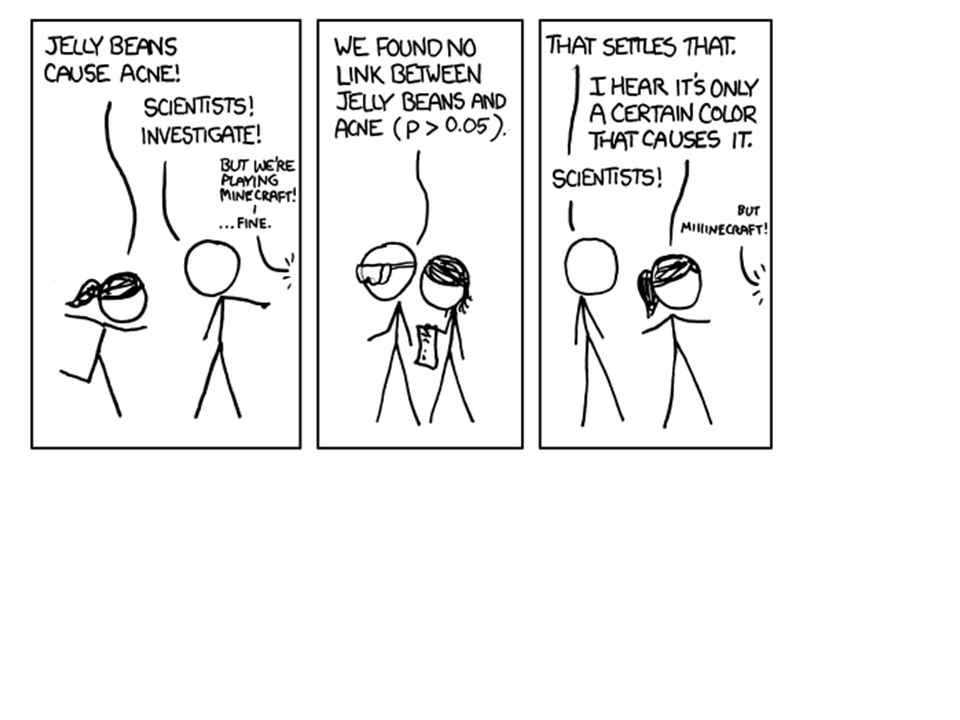 JELLY BEANS
CAUSE ACNE!
SCIENTISTS!
INVESTIGATE!
BUT WE'RE
PLAYING
MINECRAFT!
...FINE.
WE FOUND NO
LINK BETWEEN
JELLY BEANS AND
ACNE (P > 0.05).
THAT SETTLES THAT.
I HEAR IT'S ONLY
A CERTAIN COLOR
THAT CAUSES IT.
SCIENTISTS!
BUT
MIIIINECRAFT!